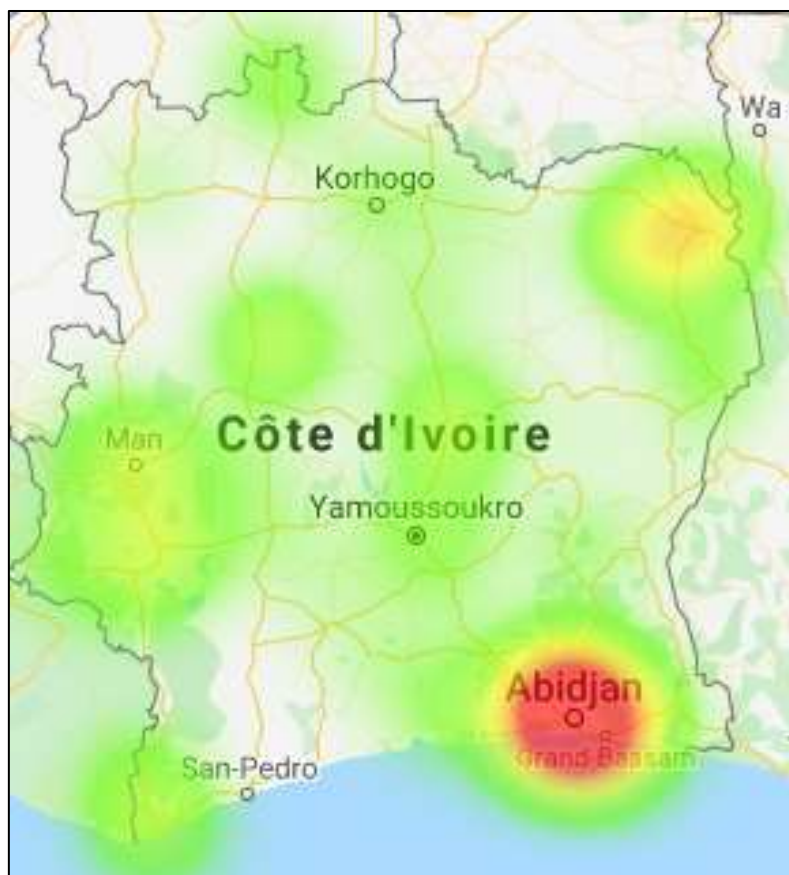 Wa
Korhogo
Man
Côte d'Ivoire
Yamoussoukro
Abidjan
Grand Bassam
San-Pedro